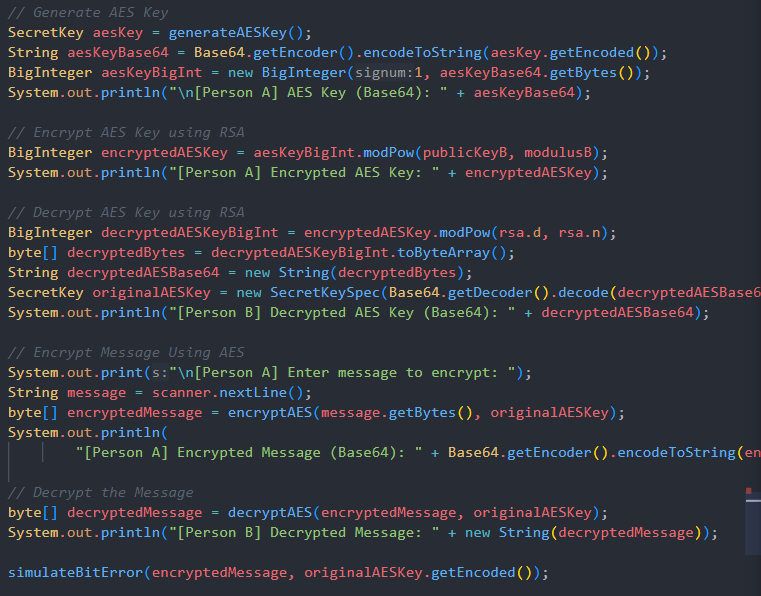 // Generate AES Key
SecretKey aesKey = generateAESKey();
String aesKeyBase64 = Base64.getEncoder().encodeToString(aesKey.getEncoded());
BigInteger aesKeyBigInt = new BigInteger(signum:1, aesKeyBase64.getBytes());
System.out.println("\n[Person A] AES Key (Base64): " + aesKeyBase64);

// Encrypt AES Key using RSA
BigInteger encryptedAESKey = aesKeyBigInt.modPow(publicKeyB, modulusB);
System.out.println("[Person A] Encrypted AES Key: " + encryptedAESKey);

// Decrypt AES Key using RSA
BigInteger decryptedAESKeyBigInt = encryptedAESKey.modPow(rsa.d, rsa.n);
byte[] decryptedBytes = decryptedAESKeyBigInt.toByteArray();
String decryptedAESBase64 = new String(decryptedBytes);
SecretKey originalAESKey = new SecretKeySpec(Base64.getDecoder().decode(decryptedAESBase6
System.out.println("[Person B] Decrypted AES Key (Base64): " + decryptedAESBase64);

// Encrypt Message Using AES
System.out.print(s:"\n[Person A] Enter message to encrypt: ");
String message = scanner.nextLine();
byte[] encryptedMessage = encryptAES(message.getBytes(), originalAESKey);
System.out.println(
"[Person A] Encrypted Message (Base64): " + Base64.getEncoder().encodeToString(en

// Decrypt the Message
byte[] decryptedMessage = decryptAES(encryptedMessage, originalAESKey);
System.out.println("[Person B] Decrypted Message: " + new String(decryptedMessage));

simulateBitError(encryptedMessage, originalAESKey.getEncoded());